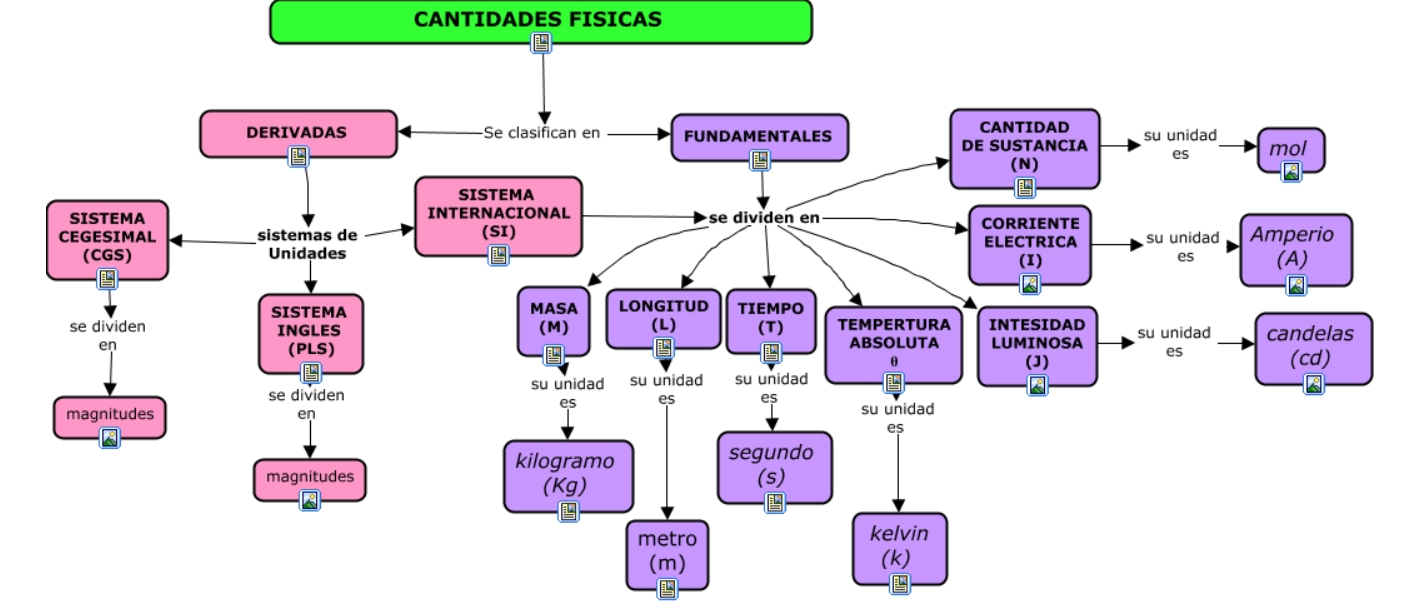 CANTIDADES FISICAS
DERIVADAS
Se clasifican en
FUNDAMENTALES
CANTIDAD
DE SUSTANCIA
(N)
su unidad
es
mol
SISTEMA
CEGESIMAL
(CGS)
sistemas de
Unidades
SISTEMA
INTERNACIONAL
(SI)
se dividen en
CORRIENTE
ELECTRICA
(I)
su unidad
es
Amperio
(A)
se dividen
en
magnitudes
SISTEMA
INGLES
(PLS)
se dividen
en
magnitudes
MASA
(M)
su unidad
es
kilogramo
(Kg)
LONGITUD
(L)
su unidad
es
metro
(m)
TIEMPO
(T)
su unidad
es
segundo
(s)
TEMPERTURA
ABSOLUTA
θ
su unidad
es
kelvin
(k)
INTESIDAD
LUMINOSA
(J)
su unidad
es
candelas
(cd)